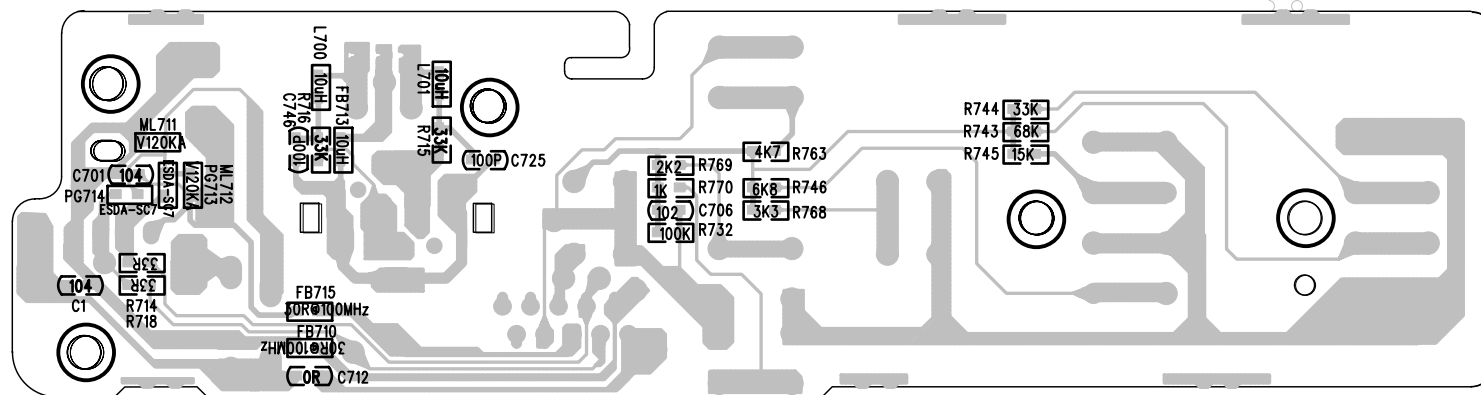 L700
10uH
L701
10uH
C746
R716
FB713
100P
33K
10uH
R715
33K
100P
C725
ML711
V120KA
C701
104
PG714
ESDA-SC7
ESDA-SC7
V120KA
PG713
ML712
33R
33R
R714
R718
104
C1
FB715
30R@100MHz
FB710
30R@100MHz
0R
C712
2K2
R769
1K
R770
102
C706
100K
R732
4K7
R763
6K8
R746
3K3
R768
R744
33K
R743
68K
R745
15K